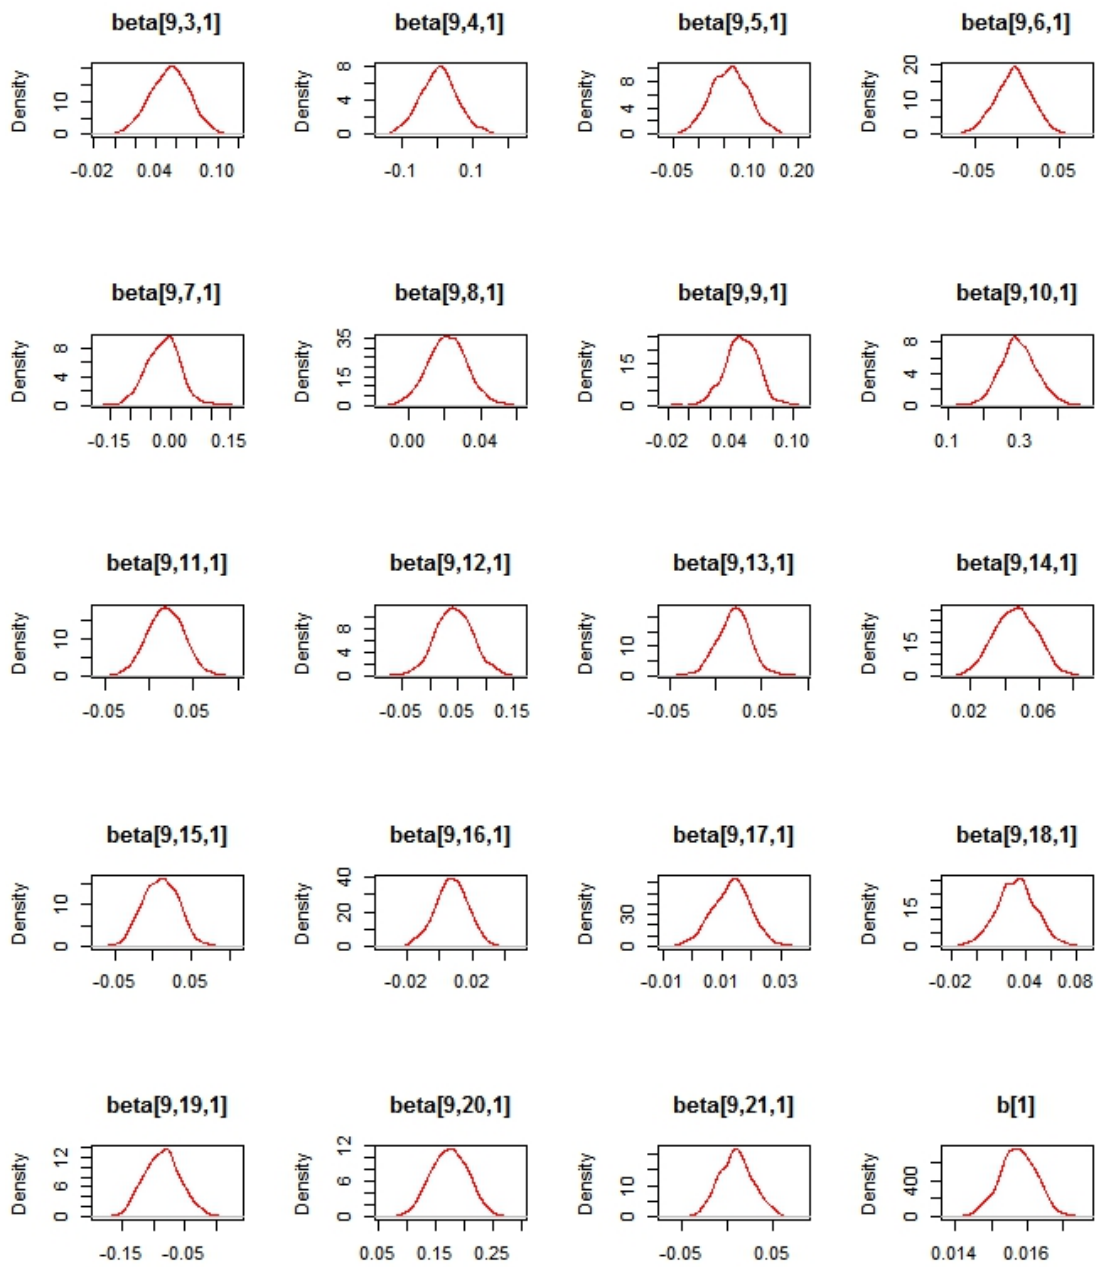 beta[9,3,1] beta[9,4,1] beta[9,5,1] beta[9,6,1]
Density 0 10 Density 0 4 8 Density 0 4 8 Density 0 10 20
-0.02 0.04 0.10 -0.1 0.1 -0.05 0.10 0.20 -0.05 0.05
beta[9,7,1] beta[9,8,1] beta[9,9,1] beta[9,10,1]
Density 0 4 8 Density 0 15 35 Density 0 15 Density 0 4 8
-0.15 0.00 0.15 0.00 0.04 -0.02 0.04 0.10 0.1 0.3
beta[9,11,1] beta[9,12,1] beta[9,13,1] beta[9,14,1]
Density 0 10 Density 0 4 8 Density 0 10 Density 0 15
-0.05 0.05 -0.05 0.05 0.15 -0.05 0.05 0.02 0.06
beta[9,15,1] beta[9,16,1] beta[9,17,1] beta[9,18,1]
Density 0 10 Density 0 20 40 Density 0 30 Density 0 15
-0.05 0.05 -0.02 0.02 -0.01 0.01 0.03 -0.02 0.04 0.08
beta[9,19,1] beta[9,20,1] beta[9,21,1] b[1]
Density 0 6 12 Density 0 6 12 Density 0 10 Density 0 400
-0.15 -0.05 0.05 0.15 0.25 -0.05 0.05 0.014 0.016